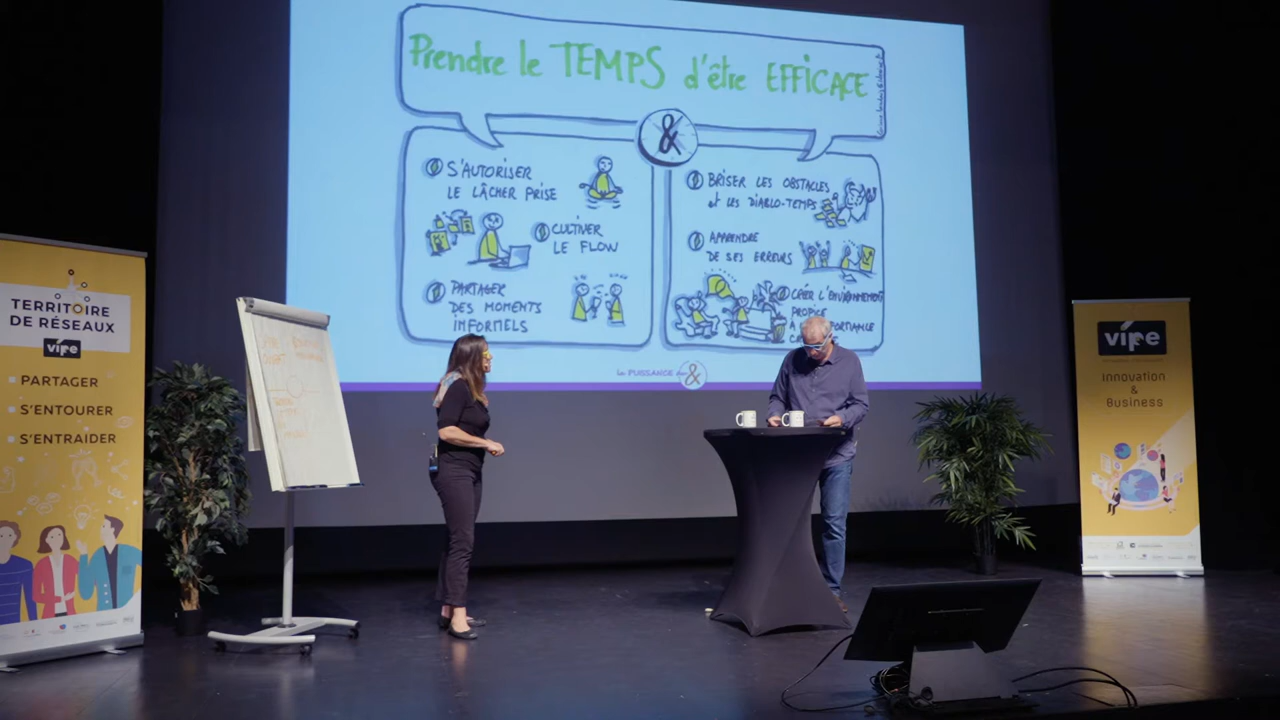 Prendre le TEMPS d'être EFFICACE
&
S'AUTORISER
LE LÂCHER PRISE
CULTIVER
LE FLOW
PARTAGER
DES MOMENTS
INFORMELS
BRISER LES OBSTACLES
et LES DIABLO-TEMPS
APPRENDRE
DE SES ERREURS
CRÉER L'ENVIRONNEMENT
PROPICE
La PUISSANCE
&
TERRITOIRE
DE RÉSEAUX
vipe
PARTAGER
S'ENTOURER
S'ENTRAIDER
vipe
Innovation
&
Business